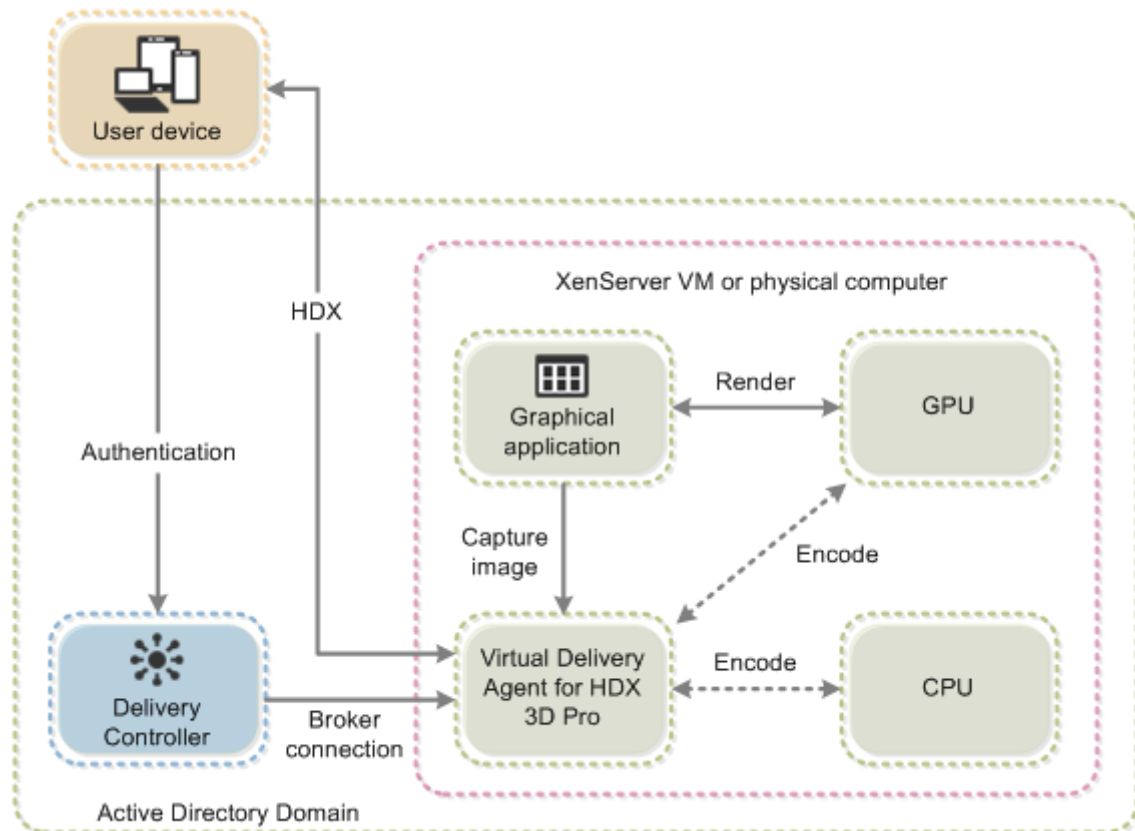 User device
HDX
XenServer VM or physical computer
Graphical
application
Render
GPU
Authentication
Capture
image
Encode
Delivery
Controller
Broker
connection
Virtual Delivery
Agent for HDX
3D Pro
Encode
CPU
Active Directory Domain